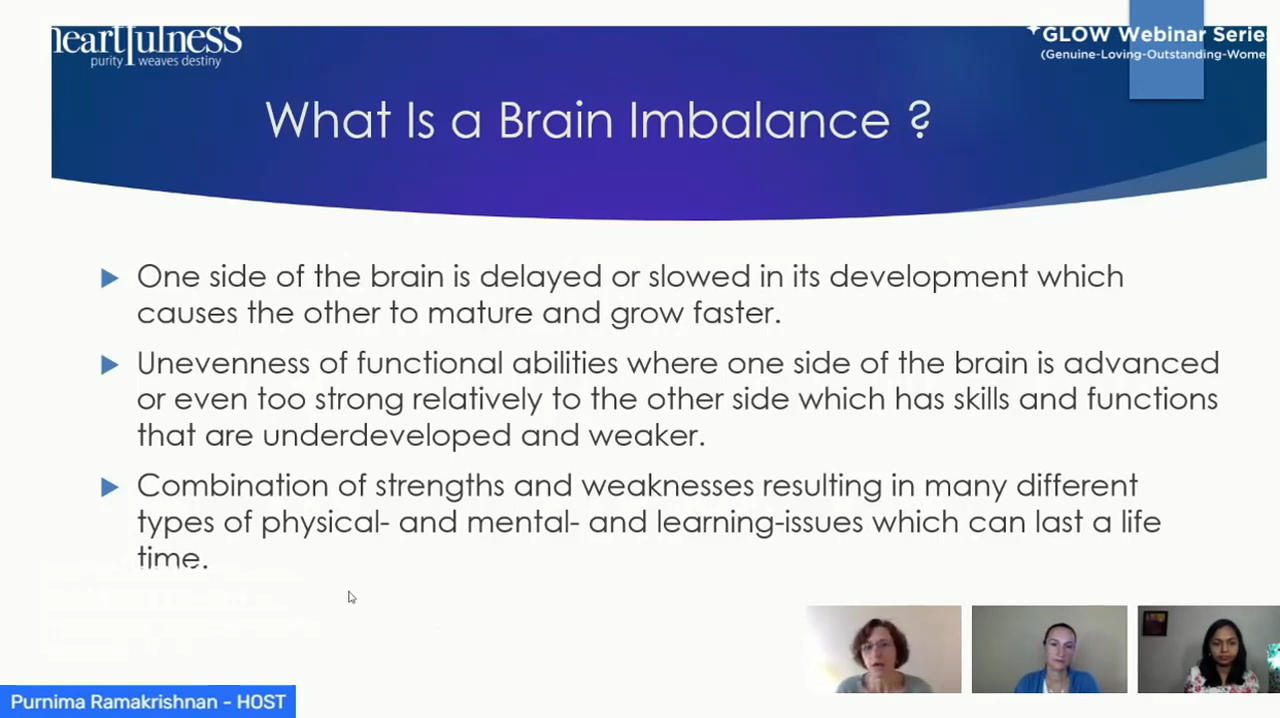 heartfulness
purity weaves destiny
GLOW Webinar Serie
(Genuine-Loving-Outstanding-Wome
What Is a Brain Imbalance ?
One side of the brain is delayed or slowed in its development which
causes the other to mature and grow faster.
Unevenness of functional abilities where one side of the brain is advanced
or even too strong relatively to the other side which has skills and functions
that are underdeveloped and weaker.
Combination of strengths and weaknesses resulting in many different
types of physical- and mental- and learning-issues which can last a life
time.
Purnima Ramakrishnan - HOST